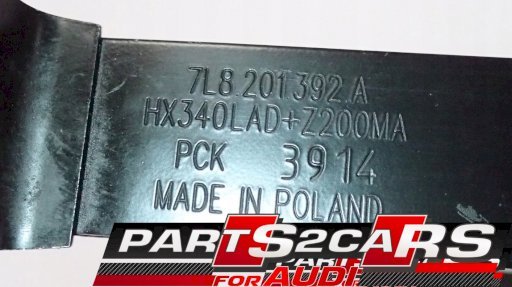 7L8 201 392 A
HX340LAD+Z200MA
PCK 3914
MADE IN POLAND
PARTS2CARS
FOR AUDI